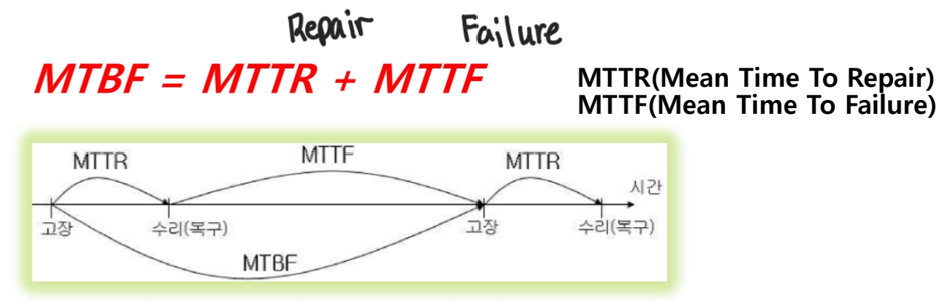 Repair Failure
MTBF = MTTR + MTTF
MTTR(Mean Time To Repair)
MTTF(Mean Time To Failure)
MTTR MTTF MTTR
시간
고장 수리(복구) 고장 수리(복구)
MTBF